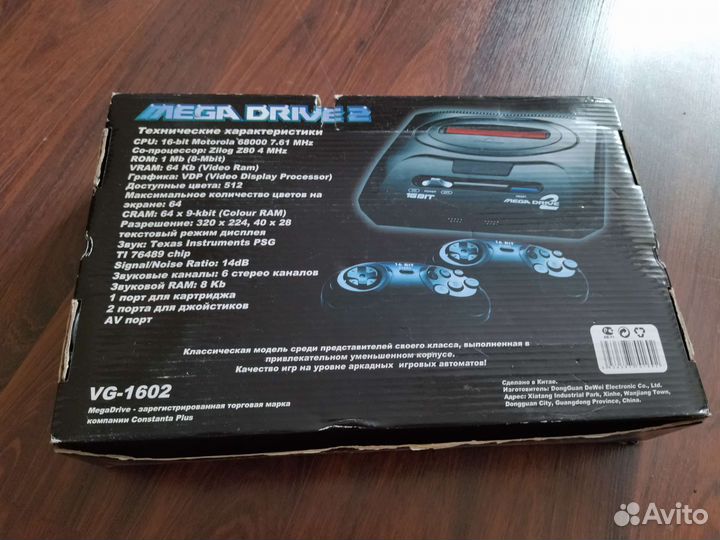 MEGA DRIVE 2
Технические характеристики
CPU: 16-bit Motorola 68000 7.61 MHz
Со-процессор: Zilog Z80 4 MHz
ROM: 1 Mb (8-Mbit)
VRAM: 64 Kb (Video Ram)
Графика: VDP (Video Display Processor)
Доступные цвета: 512
Максимальное количество цветов на
экране: 64
CRAM: 64 x 9-kbit (Colour RAM)
Разрешение: 320 x 224, 40 x 28
текстовый режим дисплея
Звук: Texas Instruments PSG
TI 76489 chip
Signal/Noise Ratio: 14dB
Звуковые каналы: 6 стерео каналов
Звуковой RAM: 8 Kb
1 порт для картриджа
2 порта для джойстиков
AV порт
16 BIT
MEGA DRIVE 2
16 BIT
16 BIT
Классическая модель среди представителей своего класса, выполненная в
привлекательном уменьшенном корпусе.
Качество игр на уровне аркадных игровых автоматов!
VG-1602
MegaDrive - зарегистрированная торговая марка
компании Constanta Plus
Сделано в Китае.
Изготовитель: DongGuan DeWei Electronic Co., Ltd.
Адрес: Xiatang Industrial Park, Xinhe, Wanjiang Town,
Dongguan City, Guangdong Province, China.
Avito